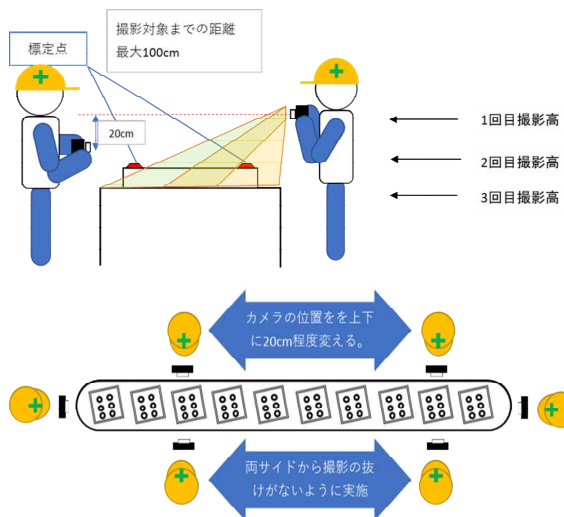 撮影対象までの距離
最大100cm
標定点
20cm
1回目撮影高
2回目撮影高
3回目撮影高
カメラの位置をを上下
に20cm程度変える。
両サイドから撮影の抜
けがないように実施